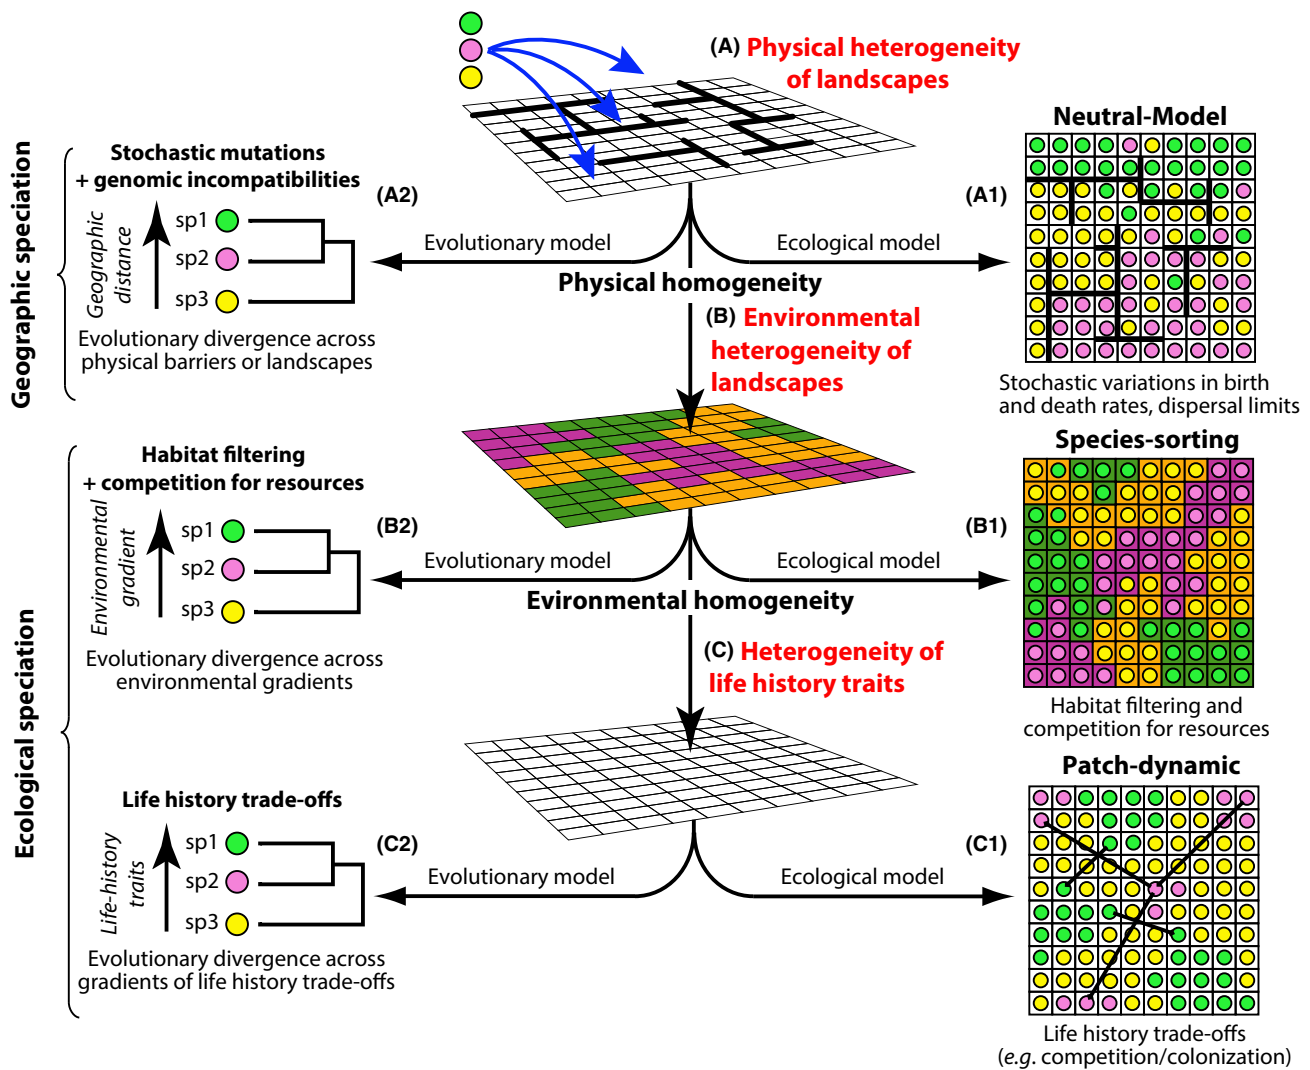 (A) Physical heterogeneity
of landscapes
Neutral-Model
Geographic speciation
Stochastic mutations
+ genomic incompatibilities
(A2)
(A1)
Geographic
distance
sp1
sp2
sp3
Evolutionary model
Ecological model
Physical homogeneity
Evolutionary divergence across
physical barriers or landscapes
(B) Environmental
heterogeneity of
landscapes
Stochastic variations in birth
and death rates, dispersal limits
Species-sorting
Ecological speciation
Habitat filtering
+ competition for resources
(B2)
(B1)
Environmental
gradient
sp1
sp2
sp3
Evolutionary model
Ecological model
Evironmental homogeneity
Evolutionary divergence across
environmental gradients
(C) Heterogeneity of
life history traits
Habitat filtering and
competition for resources
Patch-dynamic
Life history trade-offs
(C2)
(C1)
Life-history
traits
sp1
sp2
sp3
Evolutionary model
Ecological model
Evolutionary divergence across
gradients of life history trade-offs
Life history trade-offs
(e.g. competition/colonization)